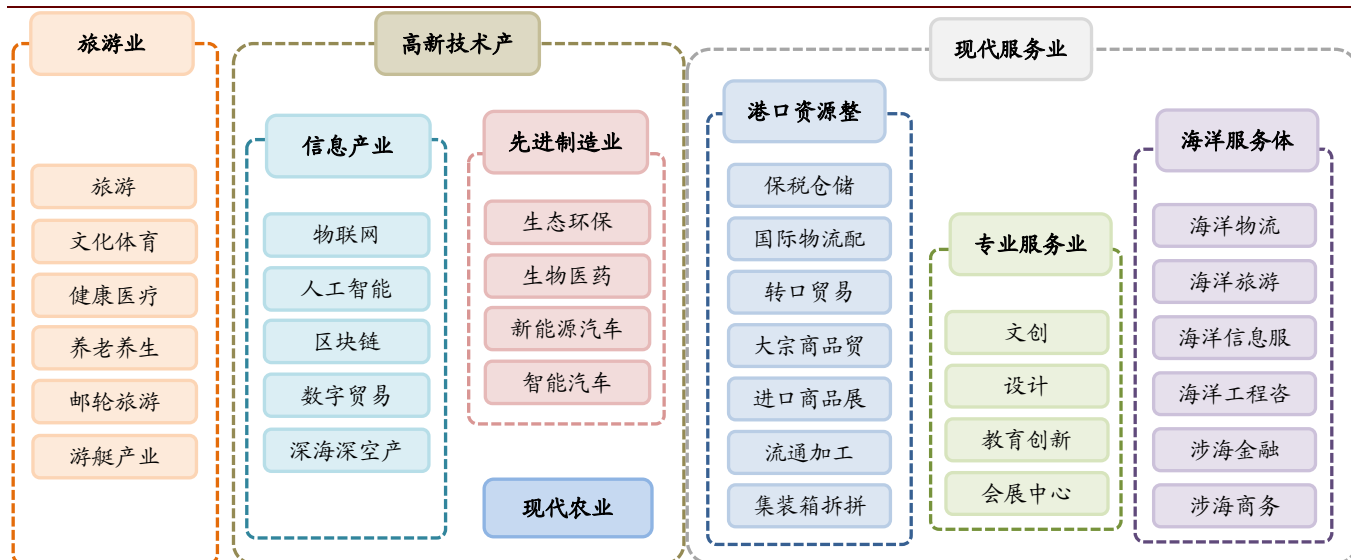 旅游业
旅游
文化体育
健康医疗
养老养生
邮轮旅游
游艇产业
高新技术产
信息产业
物联网
人工智能
区块链
数字贸易
深海深空产
先进制造业
生态环保
生物医药
新能源汽车
智能汽车
现代农业
现代服务业
港口资源整
保税仓储
国际物流配
转口贸易
大宗商品贸
进口商品展
流通加工
集装箱拆拼
专业服务业
文创
设计
教育创新
会展中心
海洋服务体
海洋物流
海洋旅游
海洋信息服
海洋工程咨
涉海金融
涉海商务